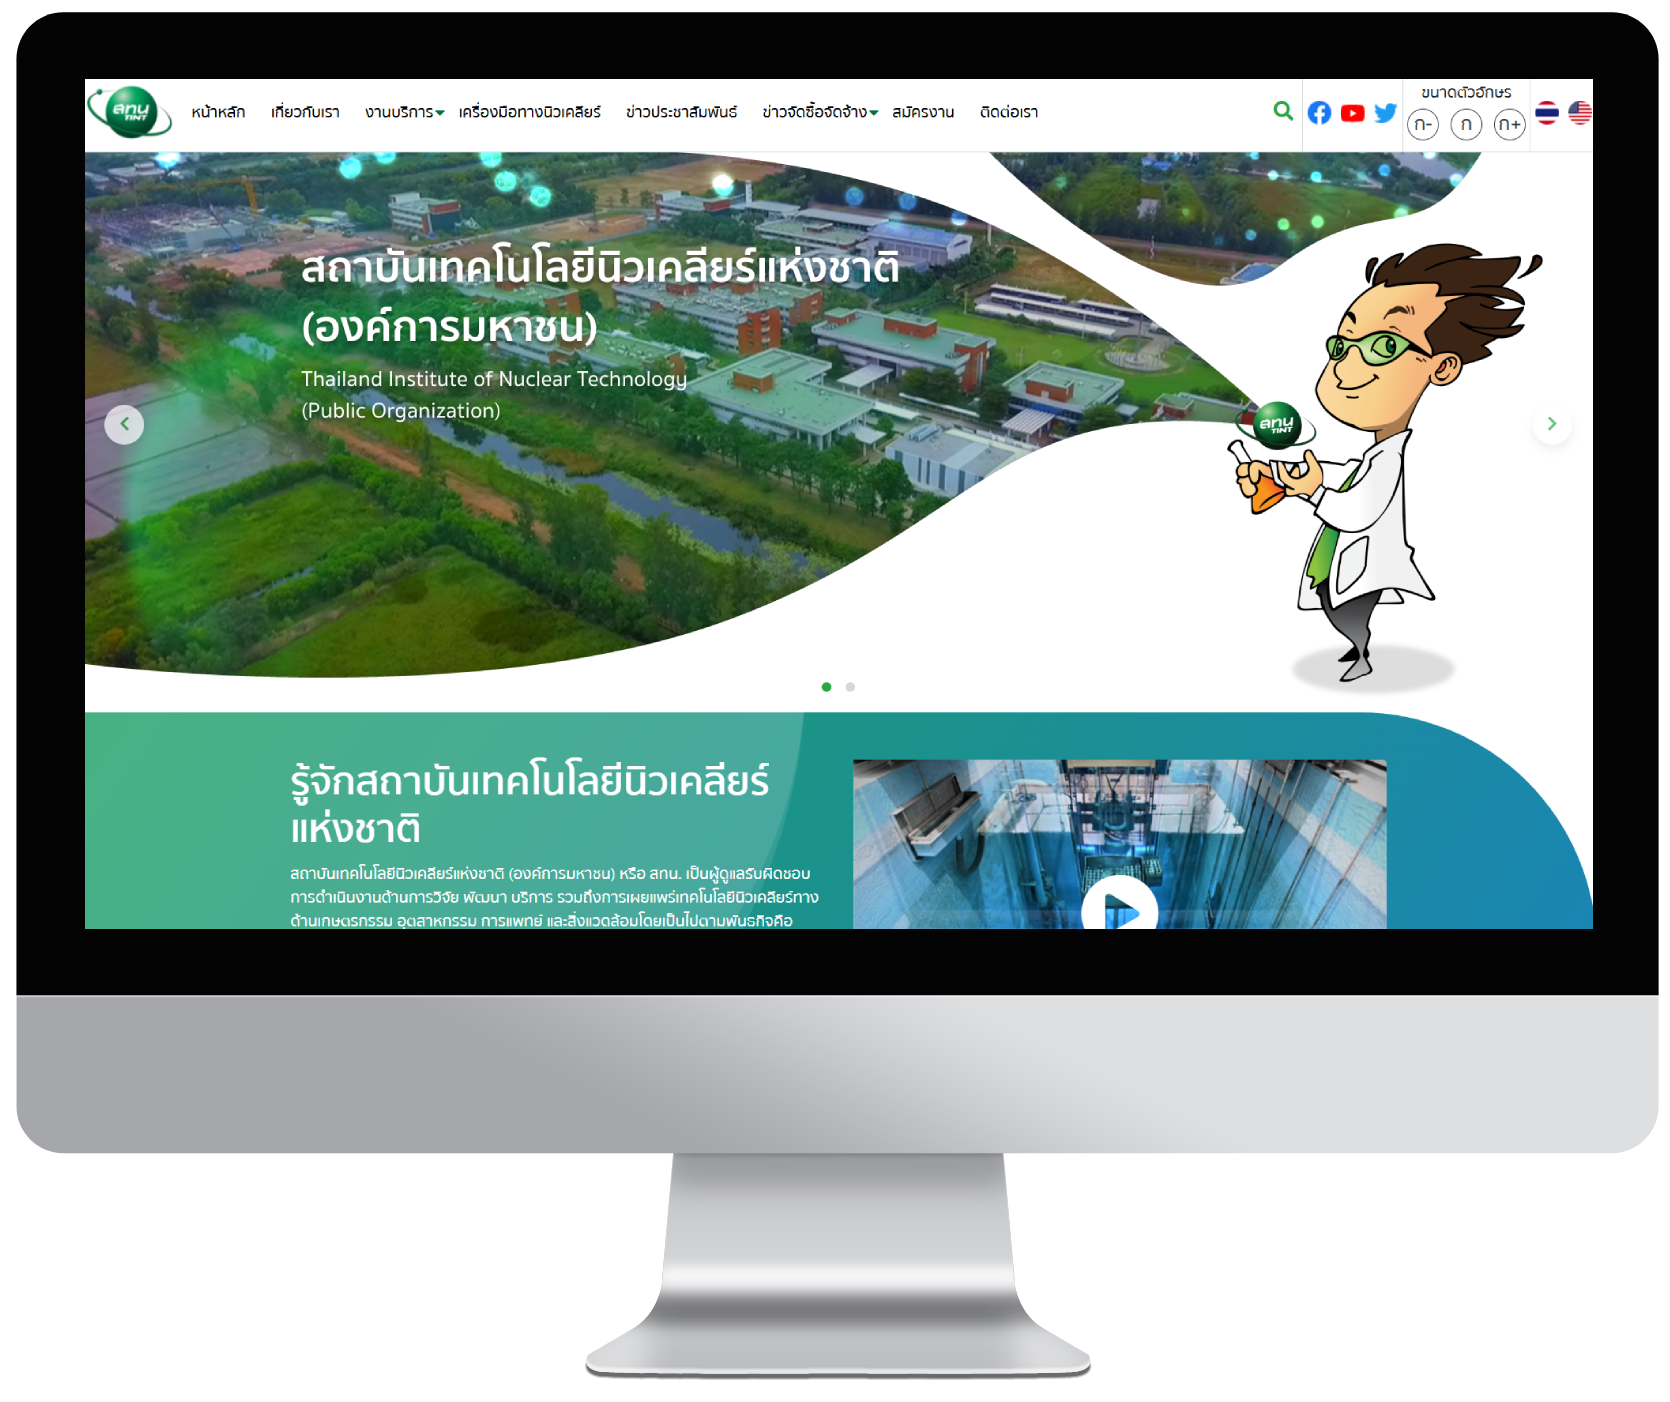 สทน
TINT
หน้าหลัก เกี่ยวกับเรา งานบริการ เครื่องมือทางนิวเคลียร์ ข่าวประชาสัมพันธ์ ข่าวจัดซื้อจัดจ้าง สมัครงาน ติดต่อเรา
ขนาดตัวอักษร
ก- ก ก+
สถาบันเทคโนโลยีนิวเคลียร์แห่งชาติ
(องค์การมหาชน)
Thailand Institute of Nuclear Technology
(Public Organization)
สทน
TINT
รู้จักสถาบันเทคโนโลยีนิวเคลียร์
แห่งชาติ
สถาบันเทคโนโลยีนิวเคลียร์แห่งชาติ (องค์การมหาชน) หรือ สทน. เป็นผู้ดูแลรับผิดชอบ
การดำเนินงานด้านการวิจัย พัฒนา บริการ รวมถึงการเผยแพร่เทคโนโลยีนิวเคลียร์ทาง
ด้านเกษตรกรรม อุตสาหกรรม การแพทย์ และสิ่งแวดล้อมโดยเป็นไปตามพันธกิจคือ